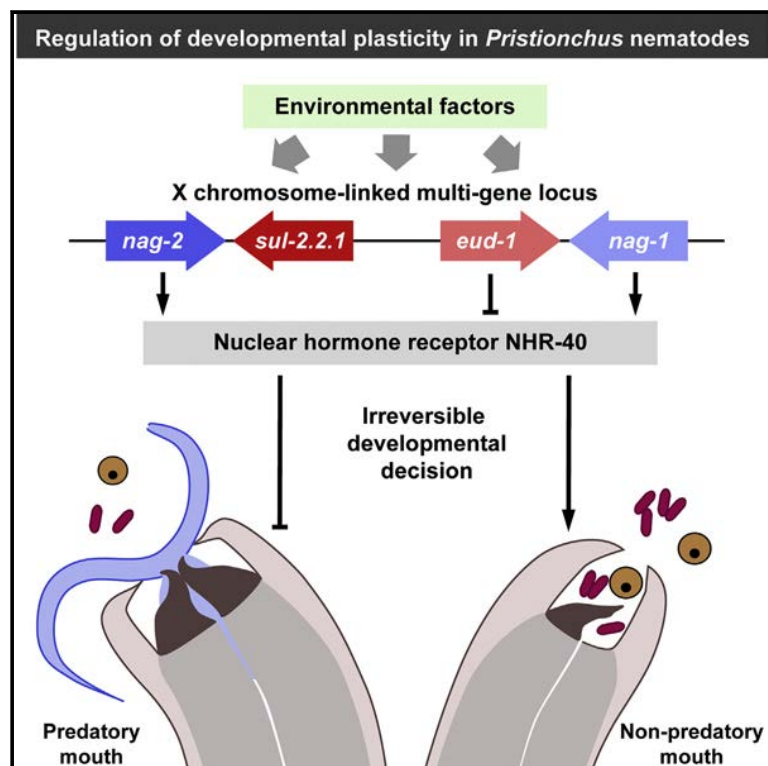 Regulation of developmental plasticity in Pristionchus nematodes
Environmental factors
X chromosome-linked multi-gene locus
nag-2 sul-2.2.1 eud-1 nag-1
Nuclear hormone receptor NHR-40
Irreversible
developmental
decision
Predatory
mouth
Non-predatory
mouth